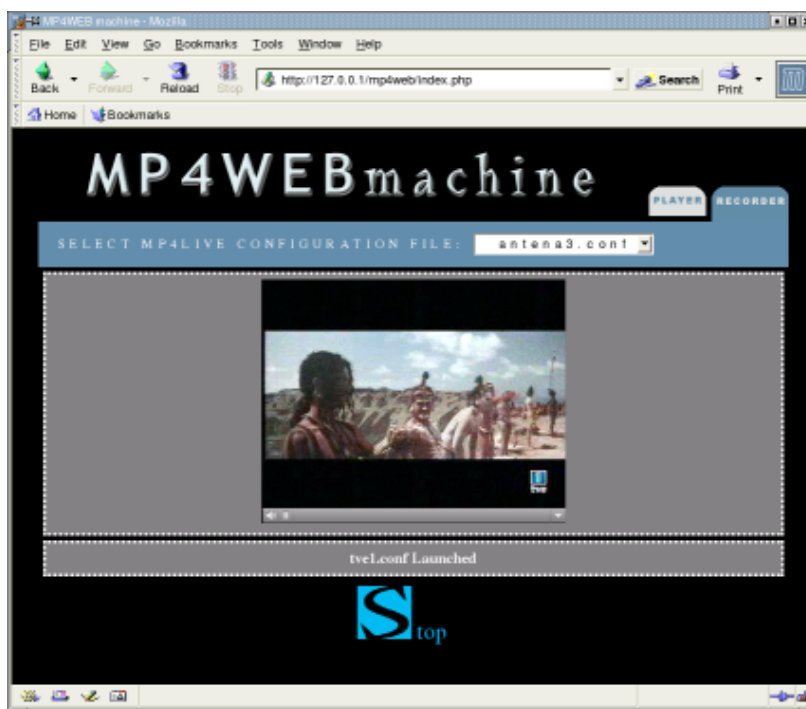 MP4WEB machine - Mozilla
File Edit View Go Bookmarks Tools Window Help
Back Forward Reload Stop http://127.0.0.1/mp4web/index.php Search Print
Home Bookmarks
MP4WEBmachine
PLAYER RECORDER
SELECT MP4LIVE CONFIGURATION FILE: antena3.conf
1
tve
tve1.conf Launched
Stop